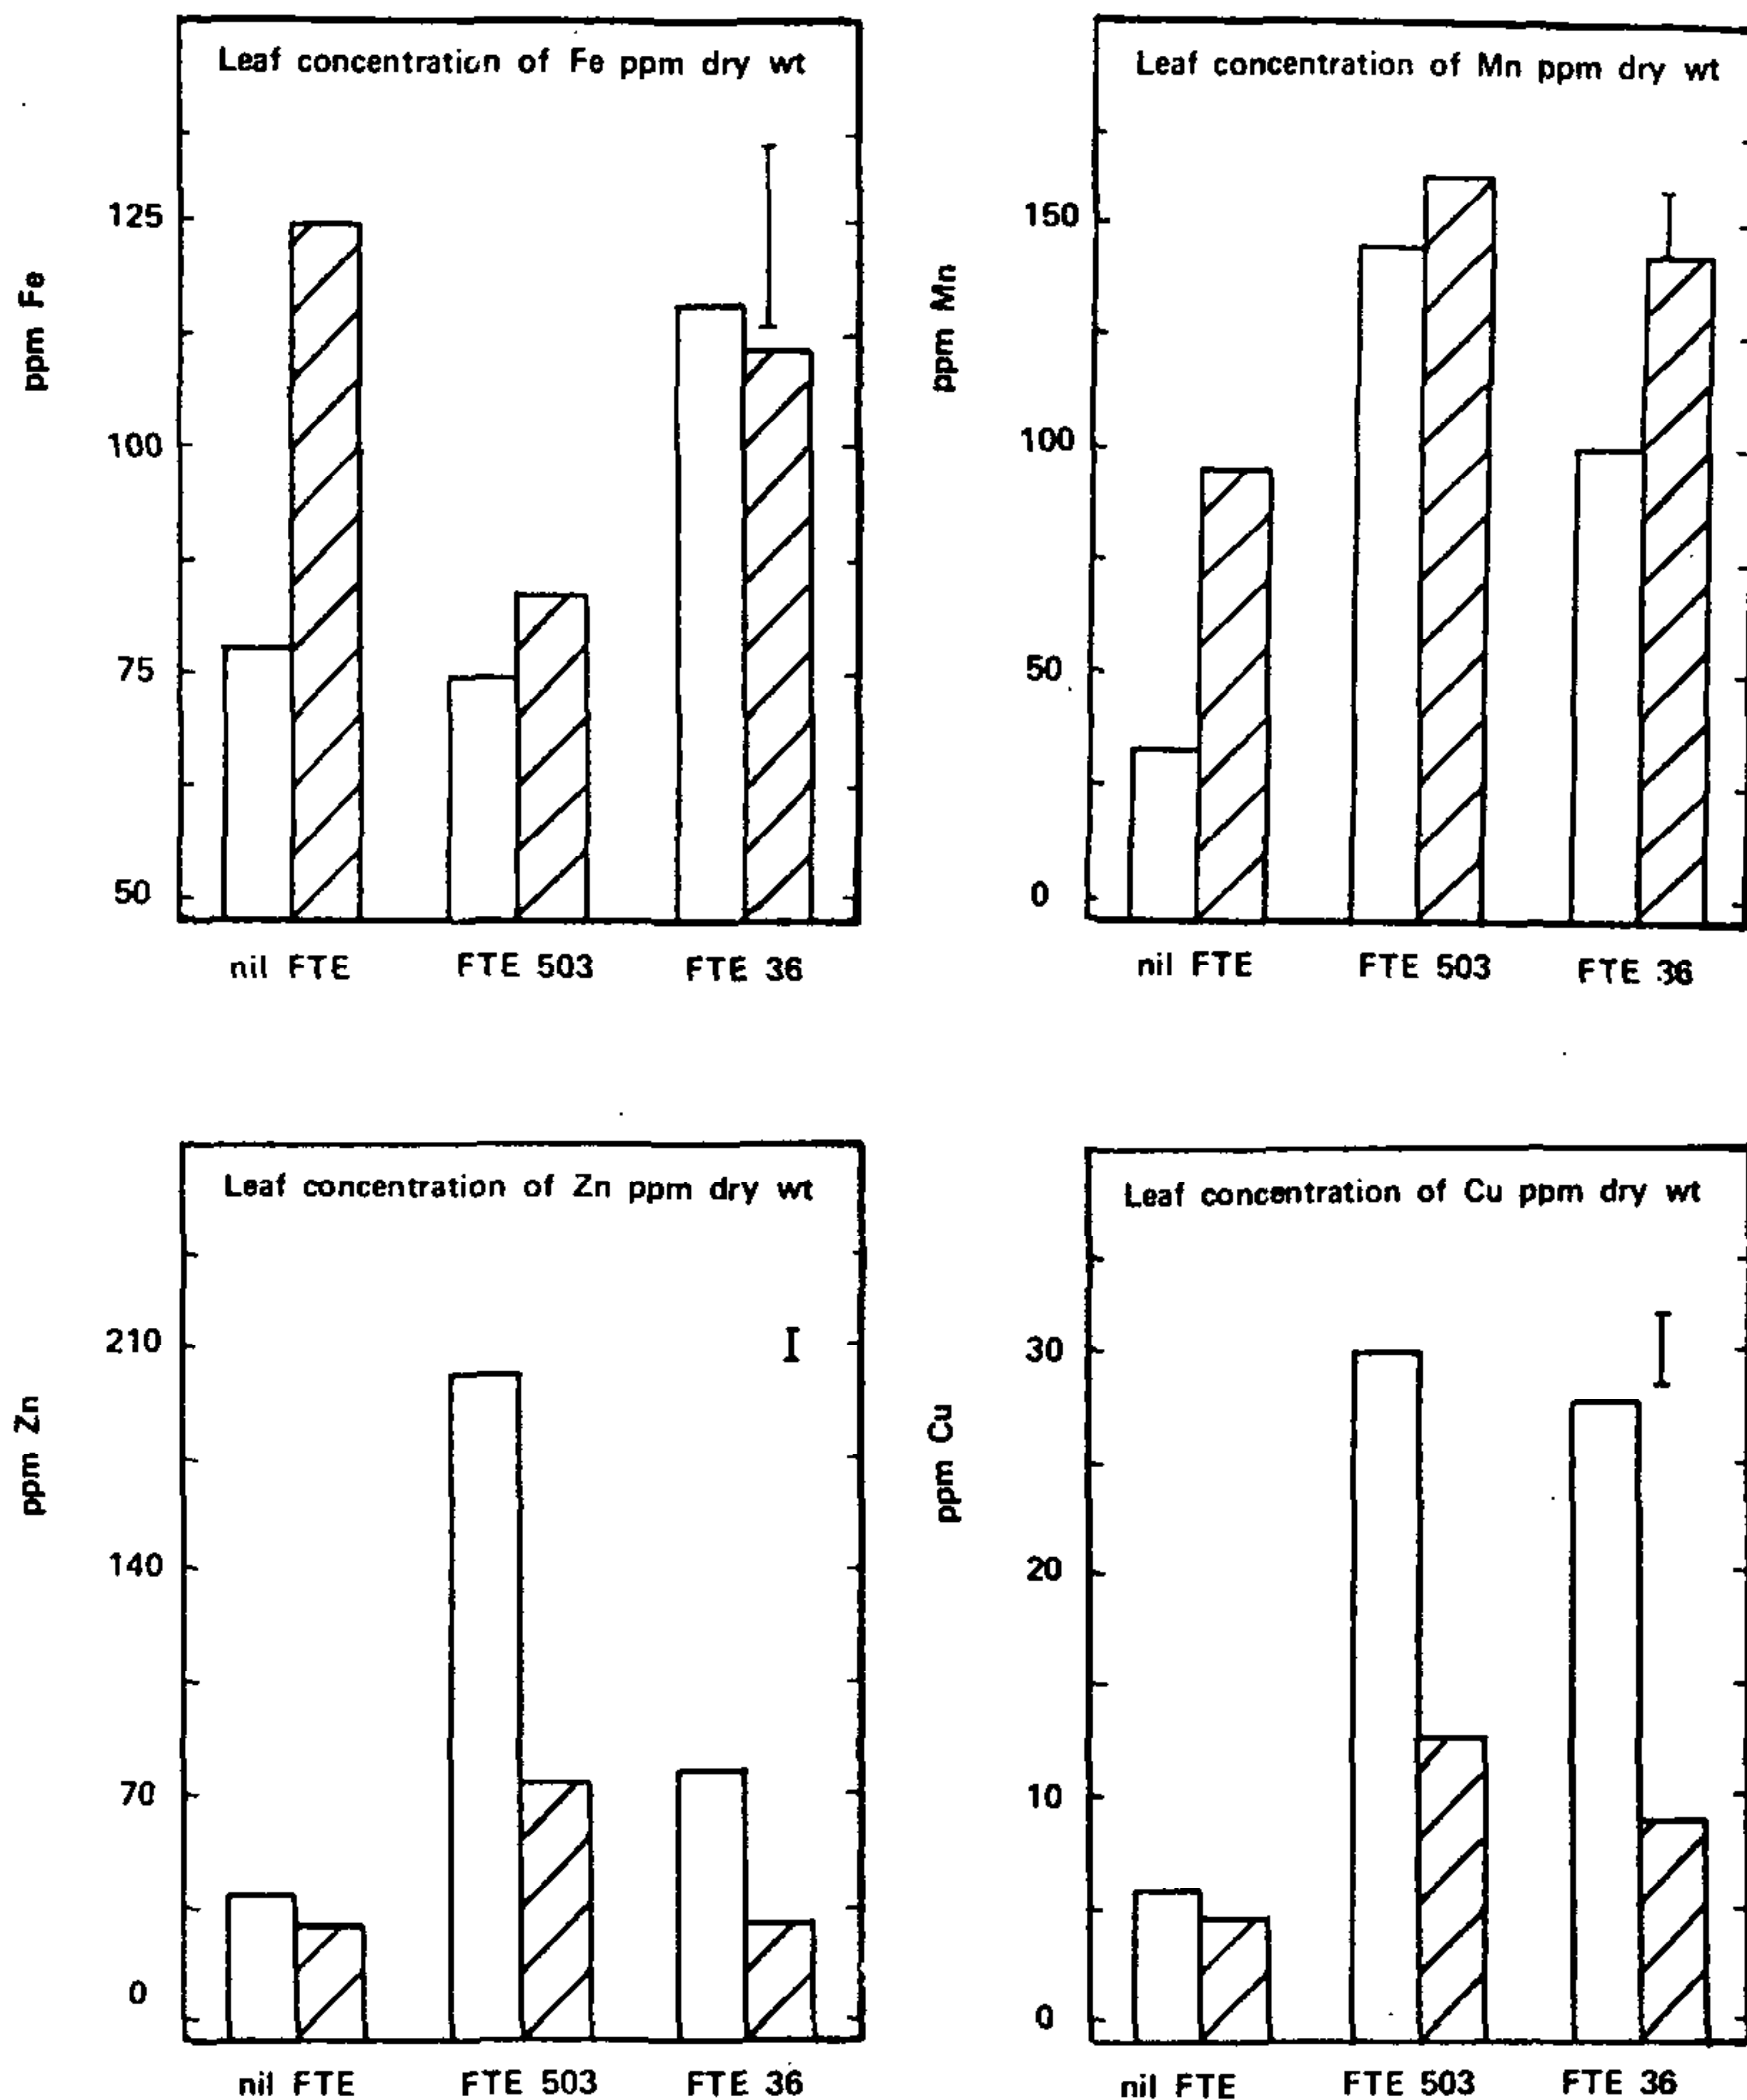 Leaf concentration of Fe ppm dry wt
ppm Fe
125
100
75
50
nil FTE FTE 503 FTE 36
Leaf concentration of Mn ppm dry wt
ppm Mn
150
100
50
0
nil FTE FTE 503 FTE 36
Leaf concentration of Zn ppm dry wt
ppm Zn
210
140
70
0
nil FTE FTE 503 FTE 36
Leaf concentration of Cu ppm dry wt
ppm Cu
30
20
10
0
nil FTE FTE 503 FTE 36